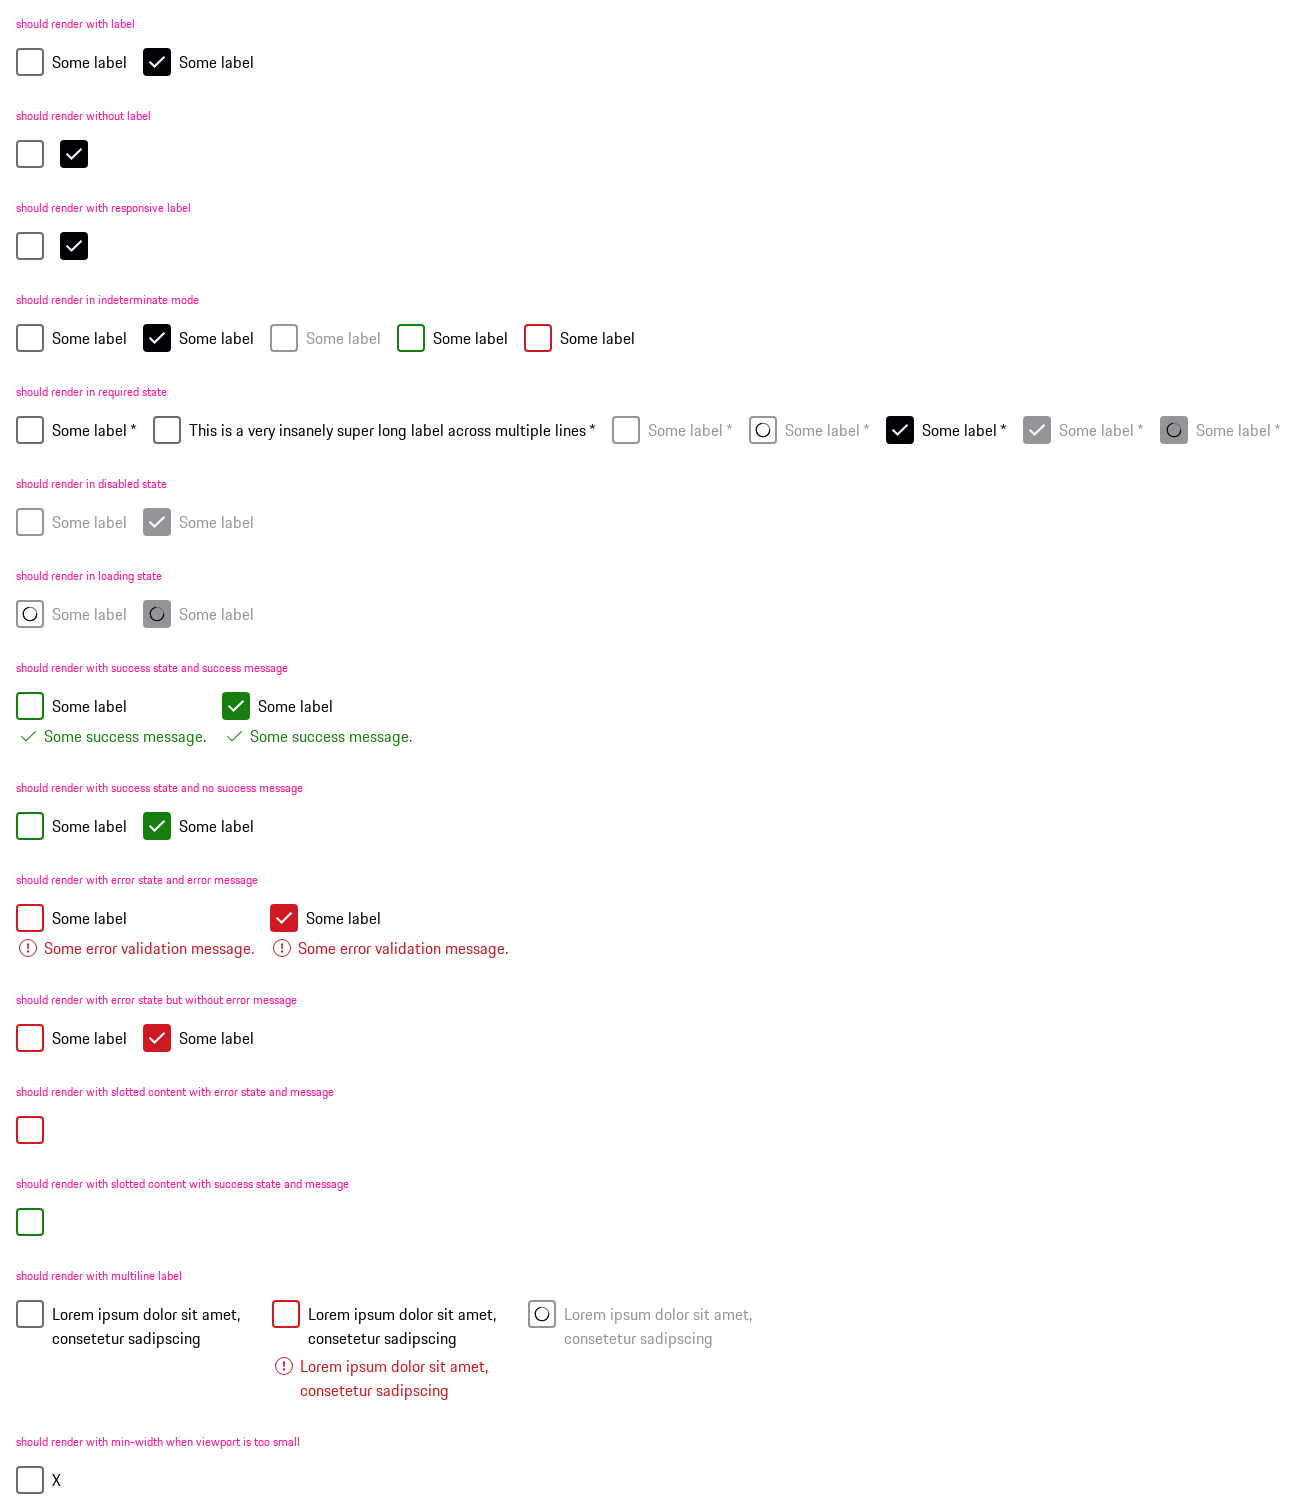 should render with label
Some label Some label
should render without label
should render with responsive label
should render in indeterminate mode
Some label Some label Some label Some label Some label
should render in required state
Some label * This is a very insanely super long label across multiple lines * Some label * Some label * Some label * Some label * Some label *
should render in disabled state
Some label Some label
should render in loading state
Some label Some label
should render with success state and success message
Some label Some label
Some success message. Some success message.
should render with success state and no success message
Some label Some label
should render with error state and error message
Some label Some label
Some error validation message. Some error validation message.
should render with error state but without error message
Some label Some label
should render with slotted content with error state and message
should render with slotted content with success state and message
should render with multiline label
Lorem ipsum dolor sit amet,
consetetur sadipscing
Lorem ipsum dolor sit amet,
consetetur sadipscing
Lorem ipsum dolor sit amet,
consetetur sadipscing
Lorem ipsum dolor sit amet,
consetetur sadipscing
should render with min-width when viewport is too small
X